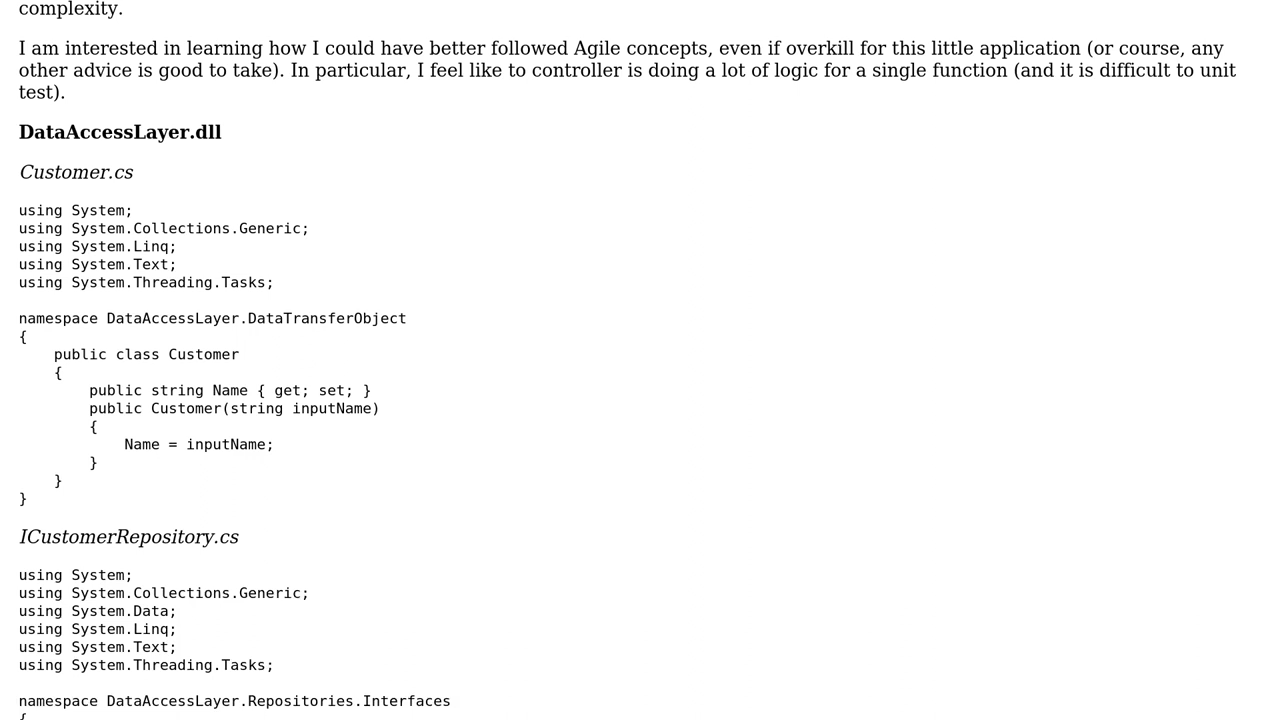 complexity.
I am interested in learning how I could have better followed Agile concepts, even if overkill for this little application (or course, any
other advice is good to take). In particular, I feel like to controller is doing a lot of logic for a single function (and it is difficult to unit
test).
DataAccessLayer.dll
Customer.cs
using System;
using System.Collections.Generic;
using System.Linq;
using System.Text;
using System.Threading.Tasks;
namespace DataAccessLayer.DataTransferObject
{
    public class Customer
    {
        public string Name { get; set; }
        public Customer(string inputName)
        {
            Name = inputName;
        }
    }
}
ICustomerRepository.cs
using System;
using System.Collections.Generic;
using System.Data;
using System.Linq;
using System.Text;
using System.Threading.Tasks;
namespace DataAccessLayer.Repositories.Interfaces
{